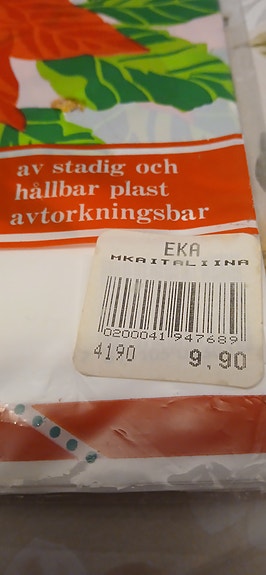 av stadig och
hållbar plast
avtorkningsbar
EKA
MKAITALIINA
0200041 947689
4190 9,90